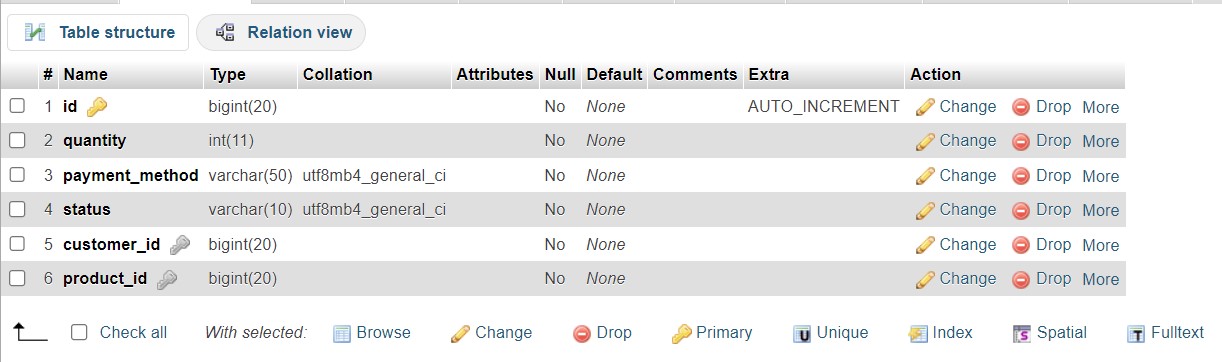 Table structure Relation view
# Name Type Collation Attributes Null Default Comments Extra Action
1 id bigint(20) No None AUTO_INCREMENT Change Drop More
2 quantity int(11) No None Change Drop More
3 payment_method varchar(50) utf8mb4_general_ci No None Change Drop More
4 status varchar(10) utf8mb4_general_ci No None Change Drop More
5 customer_id bigint(20) No None Change Drop More
6 product_id bigint(20) No None Change Drop More
Check all With selected: Browse Change Drop Primary Unique Index Spatial Fulltext